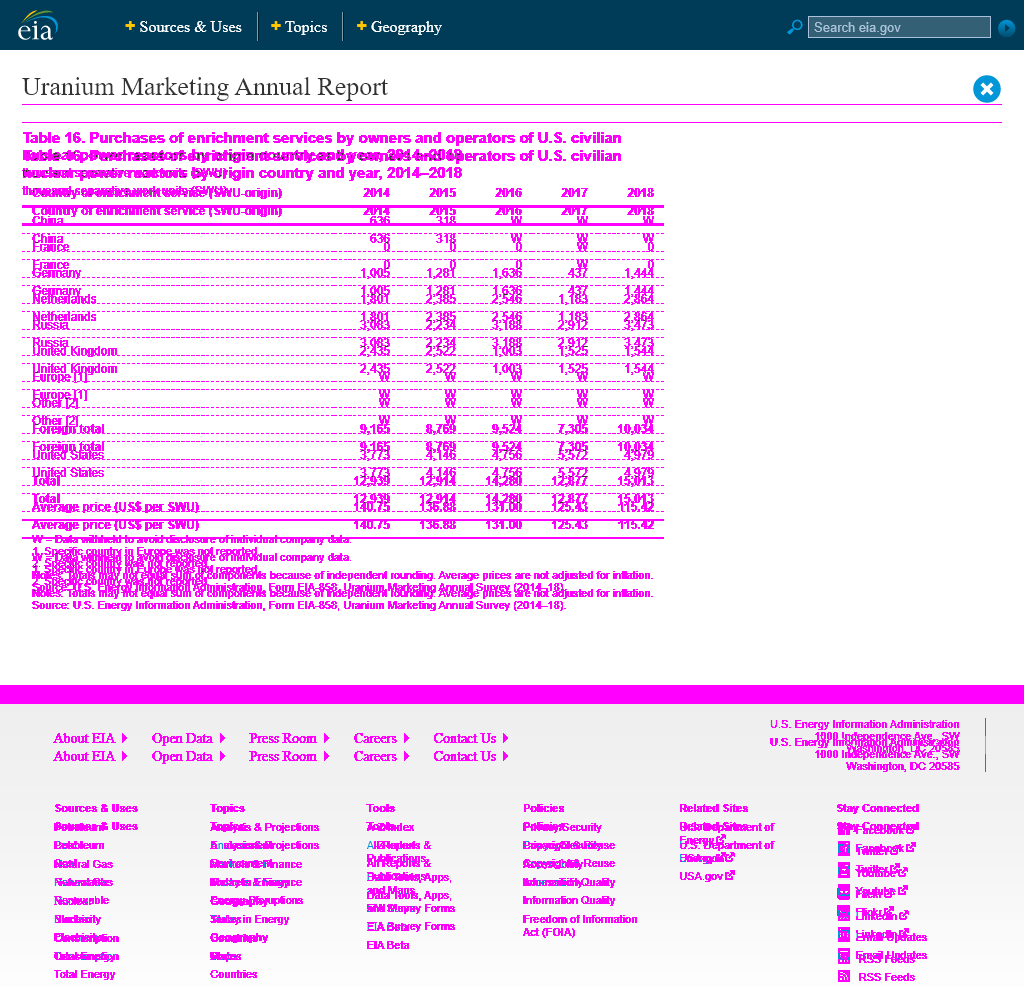 eia
Sources & Uses
Topics
Geography
Search eia.gov
Uranium Marketing Annual Report
Table 16. Purchases of enrichment services by owners and operators of U.S. civilian
nuclear power reactors by origin country and year, 2014–2018
thousand separative work units (SWU)
Country of enrichment service (SWU-origin) 2014 2015 2016 2017 2018
China 636 318 W W W
France 0 0 0 W 0
Germany 1,005 1,281 1,636 437 1,444
Netherlands 1,801 2,385 2,546 1,183 2,864
Russia 3,083 2,234 3,188 2,912 3,473
United Kingdom 2,435 2,522 1,003 1,525 1,544
Europe [1] W W W W W
Other [2] W W W W W
Foreign total 9,165 8,769 9,524 7,305 10,034
United States 3,773 4,146 4,756 5,572 4,979
Total 12,939 12,914 14,280 12,877 15,013
Average price (US$ per SWU) 140.75 136.88 131.00 125.43 115.42
W = Data withheld to avoid disclosure of individual company data.
1. Specific country in Europe was not reported.
2. Specific country was not reported.
Notes: Totals may not equal sum of components because of independent rounding. Average prices are not adjusted for inflation.
Source: U.S. Energy Information Administration, Form EIA-858, Uranium Marketing Annual Survey (2014–18).
About EIA
Open Data
Press Room
Careers
Contact Us
About EIA
Open Data
Press Room
Careers
Contact Us
U.S. Energy Information Administration
1000 Independence Ave., SW
Washington, DC 20585
Sources & Uses
Petroleum
Coal
Natural Gas
Renewable
Nuclear
Electricity
Consumption
Total Energy
Topics
Analysis & Projections
Environment
Markets & Finance
Today in Energy
Energy Disruptions
Geography
States
Countries
Maps
Tools
A-Z Index
All Reports &
Publications
Data Tools, Apps,
and Maps
EIA Survey Forms
EIA Beta
Policies
Privacy/Security
Copyright & Reuse
Accessibility
Information Quality
Freedom of Information
Act (FOIA)
Related Sites
U.S. Department of
Energy
USA.gov
Stay Connected
Facebook
Twitter
Youtube
Flickr
LinkedIn
Email Updates
RSS Feeds